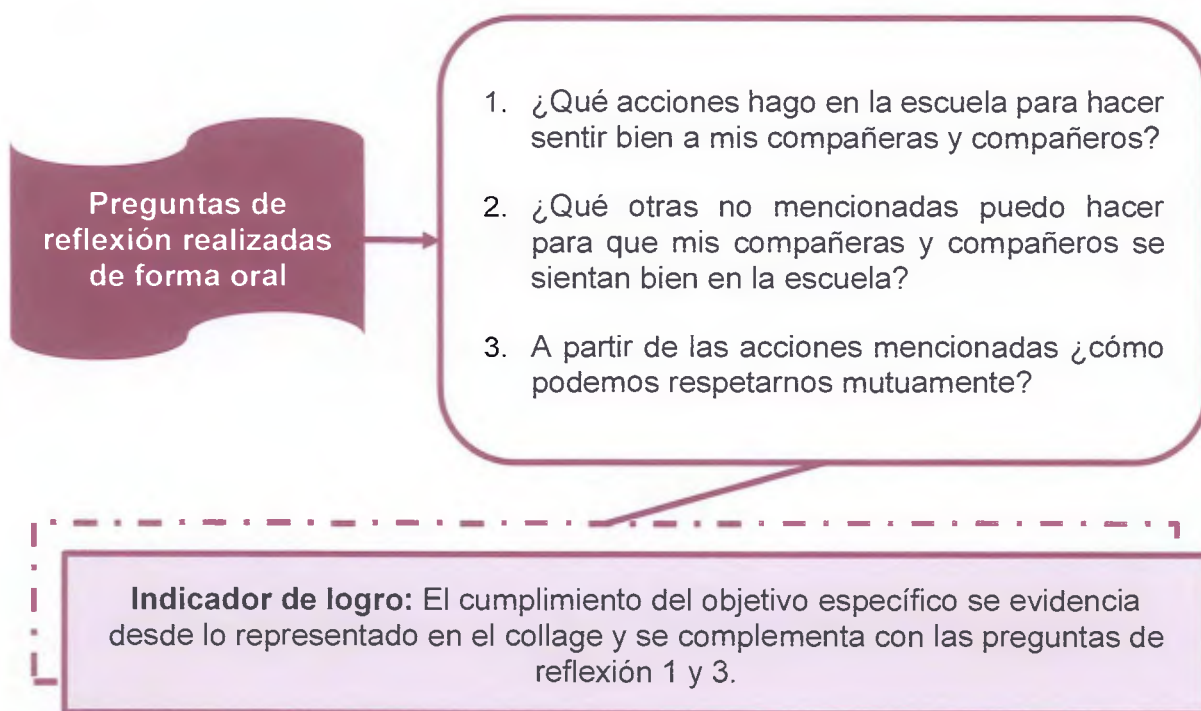 Preguntas de
reflexión realizadas
de forma oral
1. ¿Qué acciones hago en la escuela para hacer
sentir bien a mis compañeras y compañeros?
2. ¿Qué otras no mencionadas puedo hacer
para que mis compañeras y compañeros se
sientan bien en la escuela?
3. A partir de las acciones mencionadas ¿cómo
podemos respetarnos mutuamente?
Indicador de logro: El cumplimiento del objetivo específico se evidencia
desde lo representado en el collage y se complementa con las preguntas de
reflexión 1 y 3.